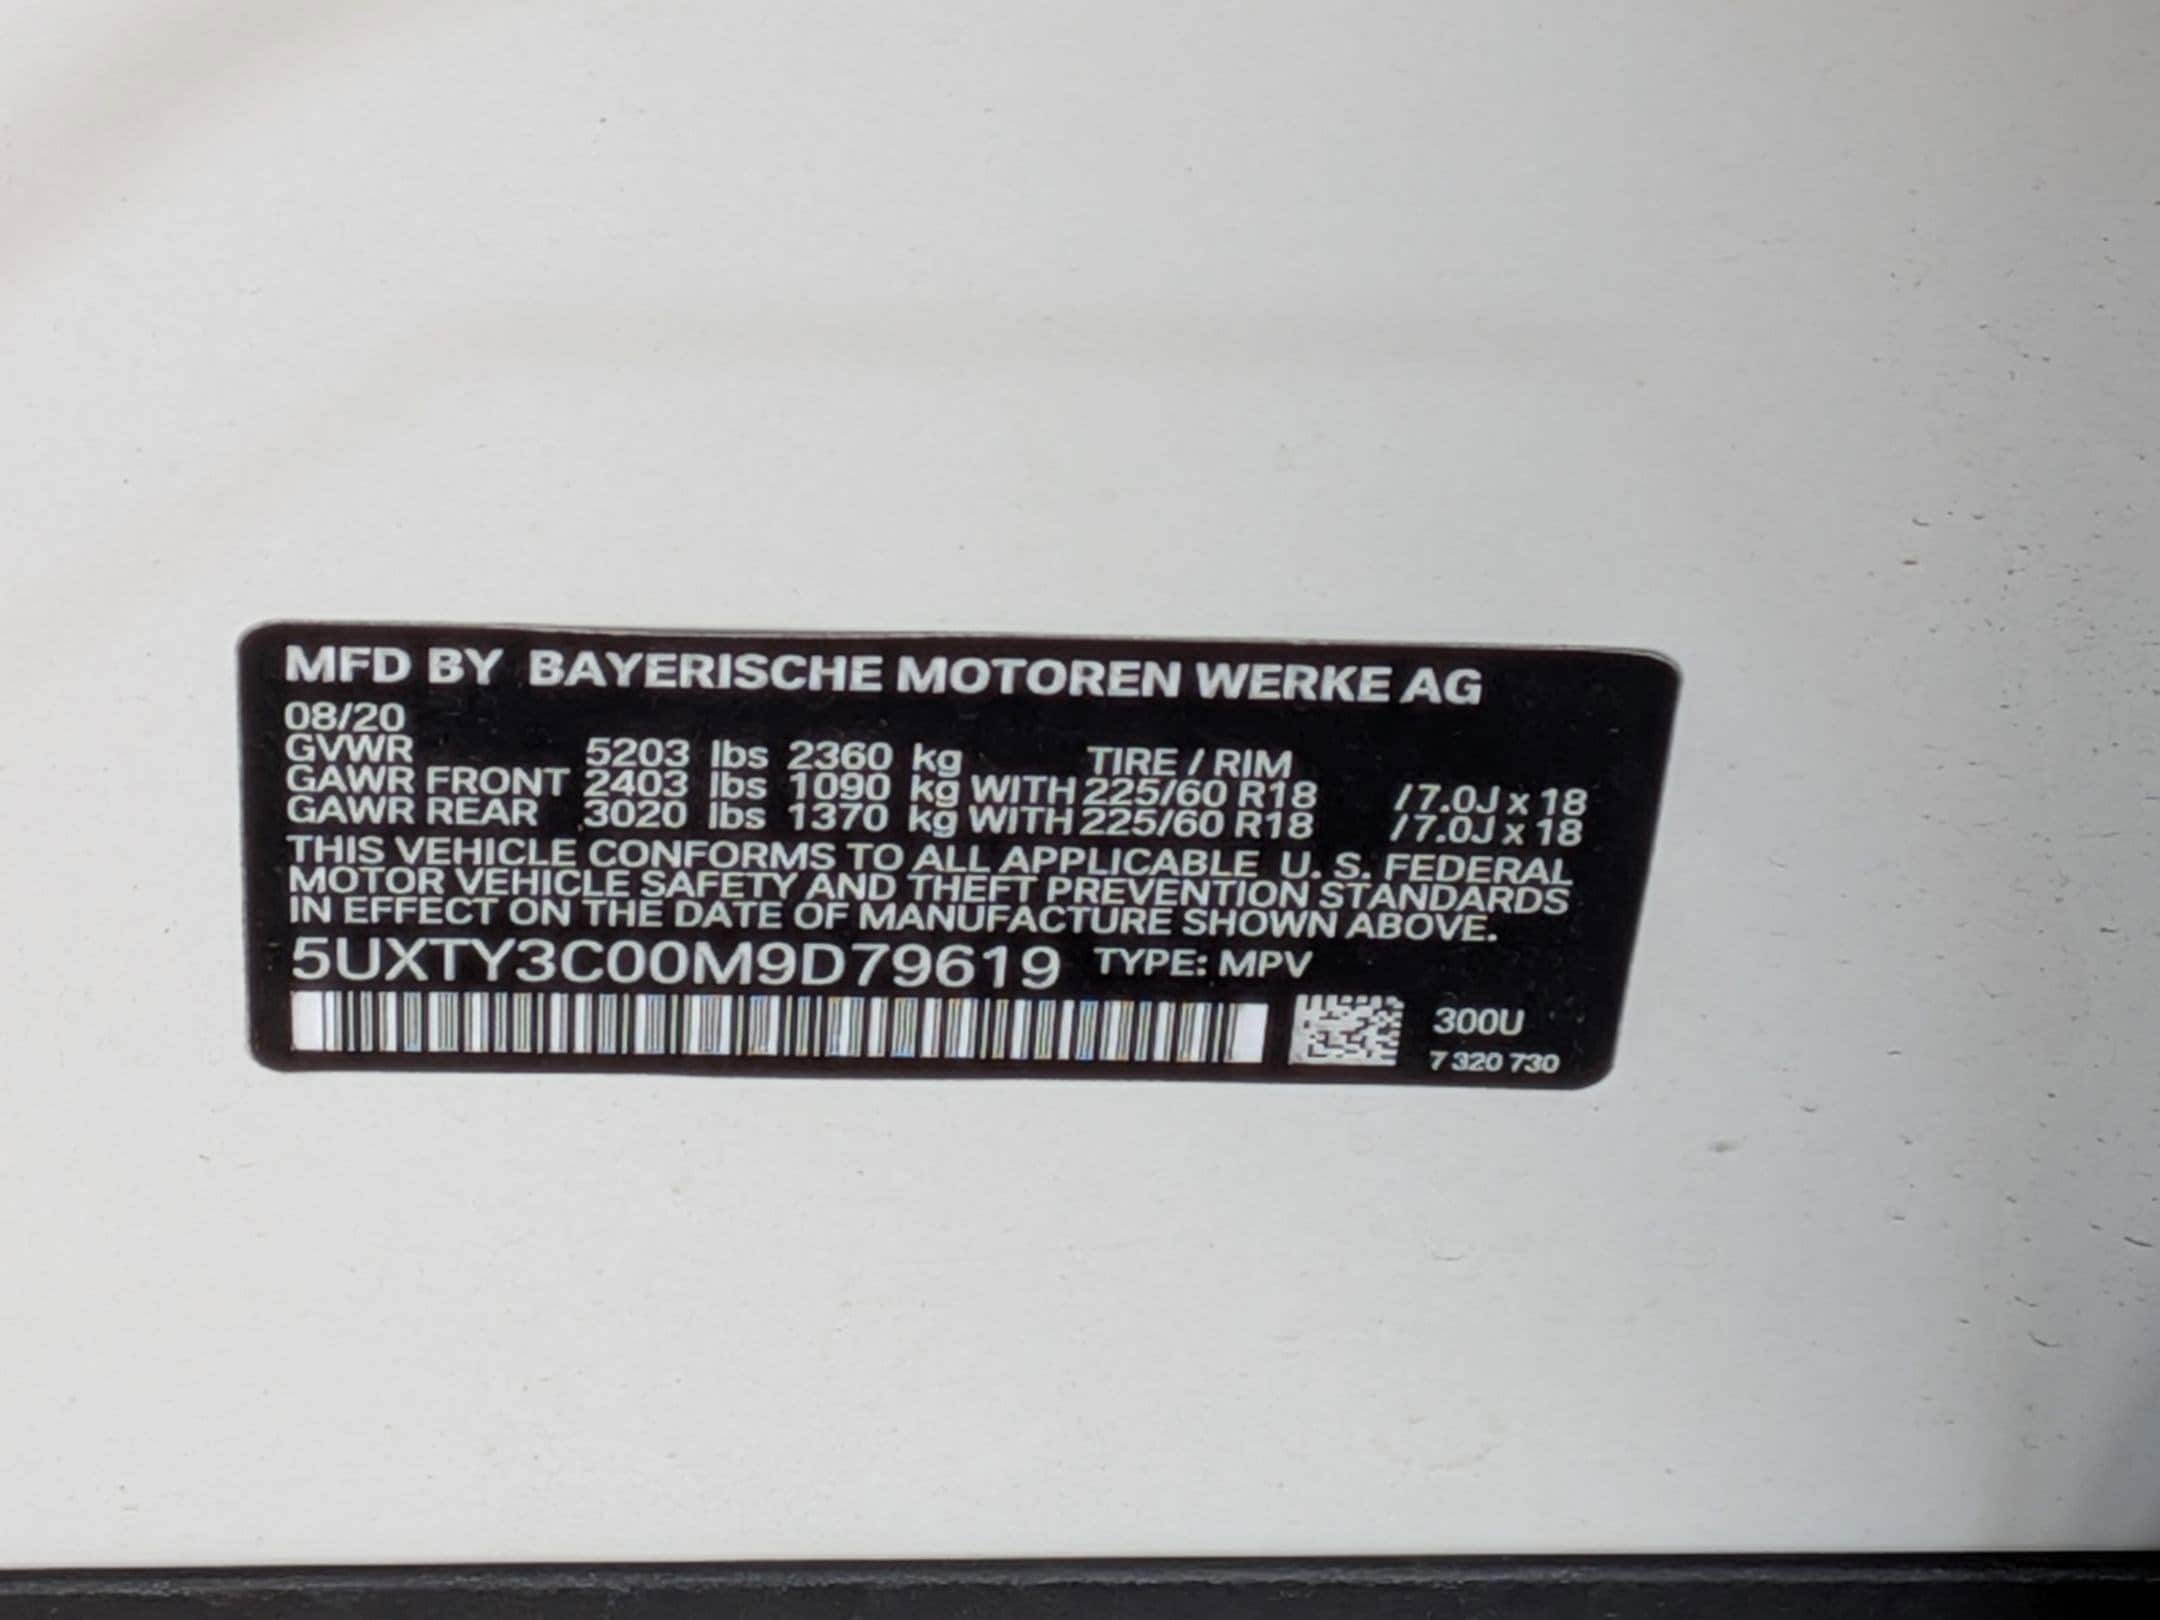 MFD BY BAYERISCHE MOTOREN WERKE AG
08/20
GVWR 5203 lbs 2360 kg TIRE / RIM
GAWR FRONT 2403 lbs 1090 kg WITH 225/60 R18 / 7.0J x 18
GAWR REAR 3020 lbs 1370 kg WITH 225/60 R18 / 7.0J x 18
THIS VEHICLE CONFORMS TO ALL APPLICABLE U. S. FEDERAL
MOTOR VEHICLE SAFETY AND THEFT PREVENTION STANDARDS
IN EFFECT ON THE DATE OF MANUFACTURE SHOWN ABOVE.
5UXTY3C00M9D79619 TYPE: MPV
300U
7 320 730